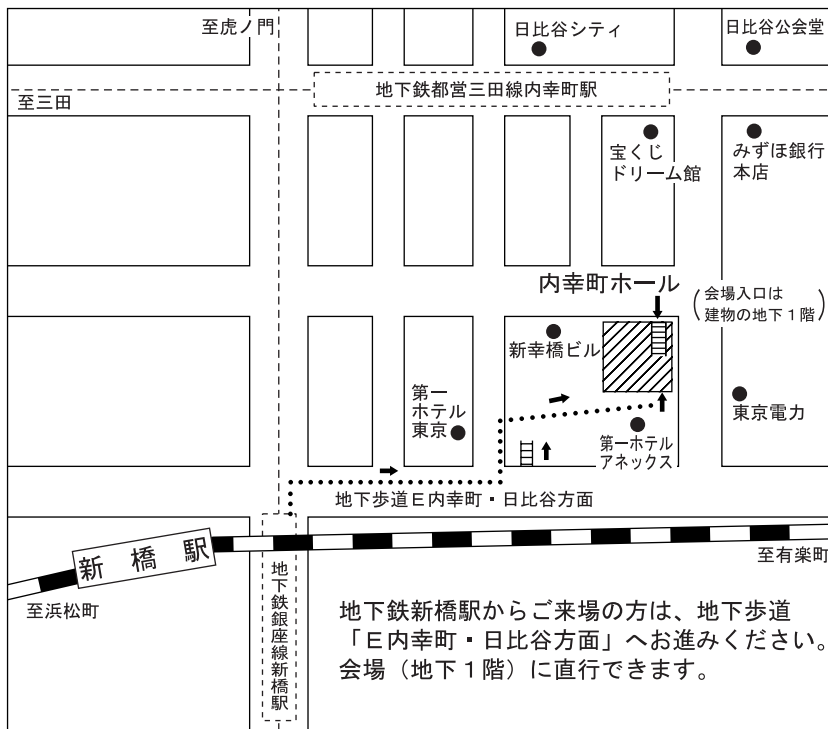 至虎ノ門
日比谷シティ
日比谷公会堂
至三田
地下鉄都営三田線内幸町駅
宝くじ
ドリーム館
みずほ銀行
本店
内幸町ホール
(会場入口は
建物の地下1階)
新幸橋ビル
第一
ホテル
東京
東京電力
第一ホテル
アネックス
地下歩道E内幸町・日比谷方面
新橋駅
至有楽町
至浜松町
地下鉄銀座線新橋駅
地下鉄新橋駅からご来場の方は、地下歩道
「E内幸町・日比谷方面」へお進みください。
会場(地下1階)に直行できます。